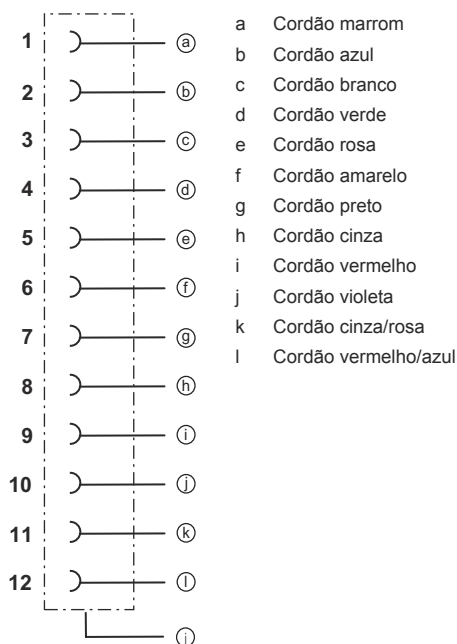 1 a
2 b
3 c
4 d
5 e
6 f
7 g
8 h
9 i
10 j
11 k
12 l
a Cordão marrom
b Cordão azul
c Cordão branco
d Cordão verde
e Cordão rosa
f Cordão amarelo
g Cordão preto
h Cordão cinza
i Cordão vermelho
j Cordão violeta
k Cordão cinza/rosa
l Cordão vermelho/azul